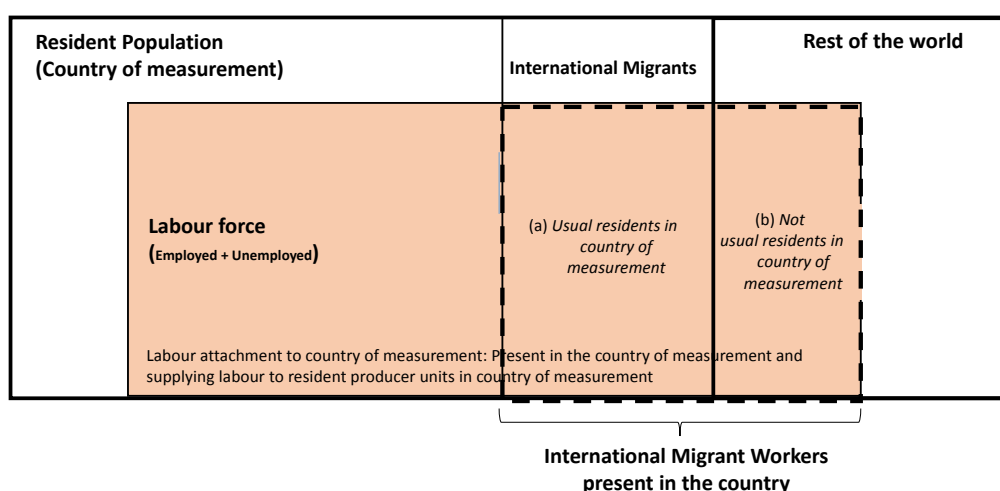 Resident Population
(Country of measurement)
International Migrants
Rest of the world
Labour force
(Employed + Unemployed)
(a) Usual residents in
country of
measurement
(b) Not
usual residents in
country of
measurement
Labour attachment to country of measurement: Present in the country of measurement and
supplying labour to resident producer units in country of measurement
International Migrant Workers
present in the country